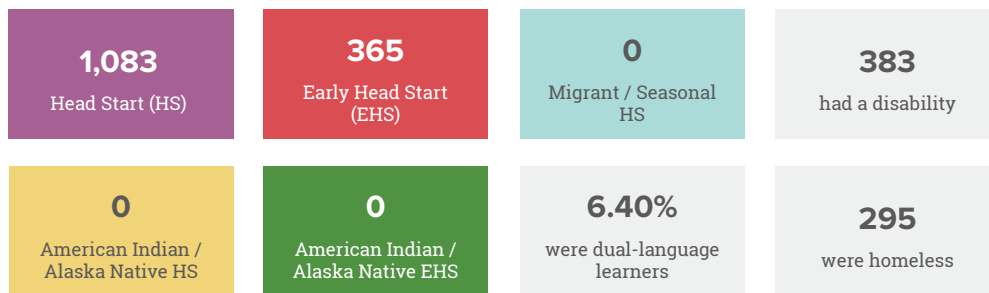 1,083
Head Start (HS)
365
Early Head Start
(EHS)
0
Migrant / Seasonal
HS
383
had a disability
0
American Indian /
Alaska Native HS
0
American Indian /
Alaska Native EHS
6.40%
were dual-language
learners
295
were homeless